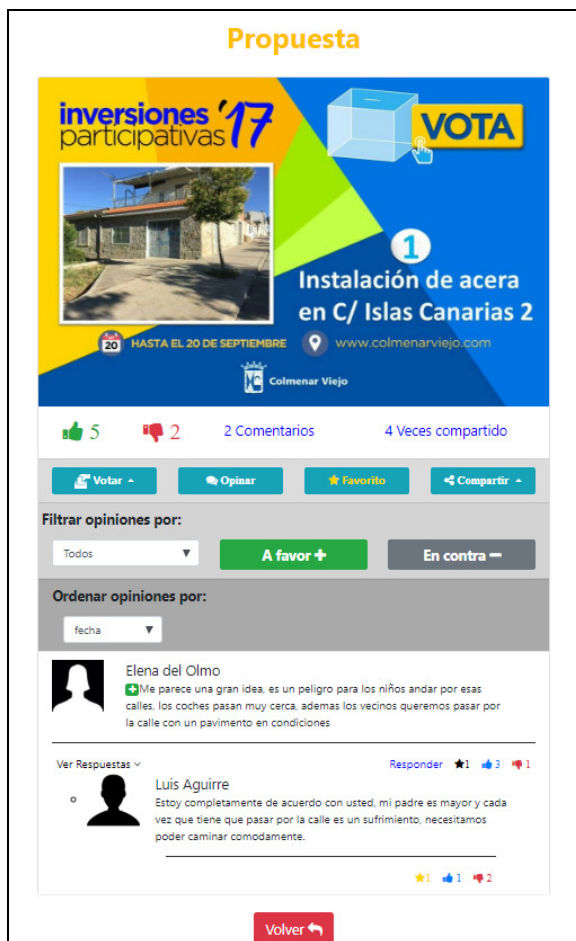 Propuesta
inversiones '17
participativas
VOTA
1
Instalación de acera
en C/ Islas Canarias 2
20 HASTA EL 20 DE SEPTIEMBRE www.colmenarviejo.com
Colmenar Viejo
5 2 2 Comentarios 4 Veces compartido
Votar Opinar Favorito Compartir
Filtrar opiniones por:
Todos A favor En contra
Ordenar opiniones por:
fecha
Elena del Olmo
Me parece una gran idea, es un peligro para los niños andar por esas
calles, los coches pasan muy cerca, ademas los vecinos queremos pasar por
la calle con un pavimento en condiciones
Ver Respuestas Responder 1 3 1
Luis Aguirre
Estoy completamente de acuerdo con usted, mi padre es mayor y cada
vez que tiene que pasar por la calle es un sufrimiento, necesitamos
poder caminar comodamente.
1 1 2
Volver